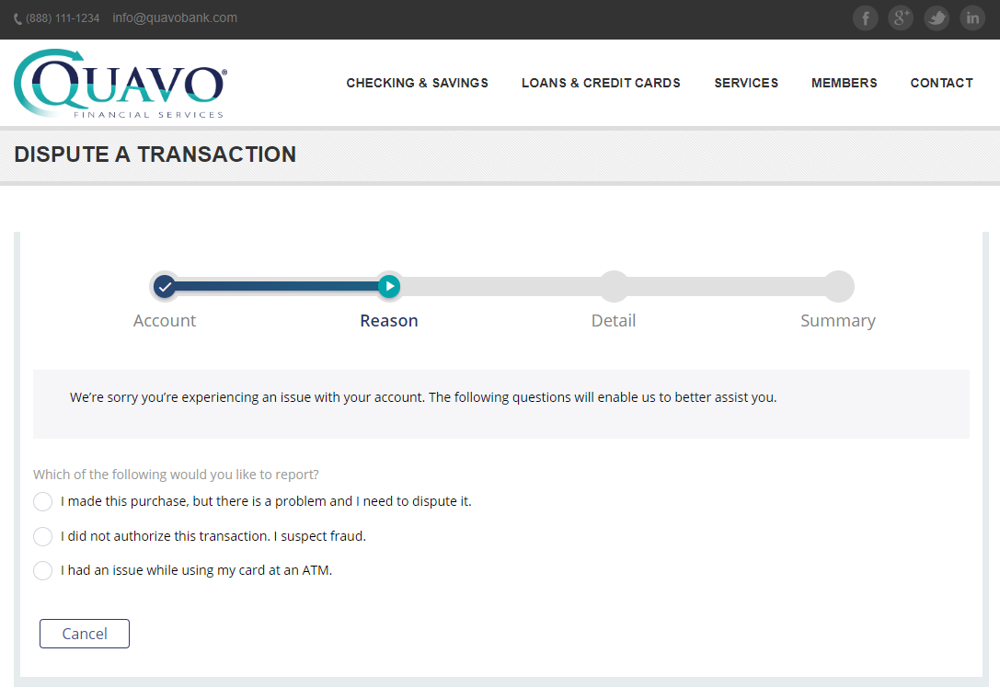 (888) 111-1234 info@quavobank.com
f g+ in
QUAVO®
FINANCIAL SERVICES
CHECKING & SAVINGS LOANS & CREDIT CARDS SERVICES MEMBERS CONTACT
DISPUTE A TRANSACTION
Account Reason Detail Summary
We’re sorry you’re experiencing an issue with your account. The following questions will enable us to better assist you.
Which of the following would you like to report?
I made this purchase, but there is a problem and I need to dispute it.
I did not authorize this transaction. I suspect fraud.
I had an issue while using my card at an ATM.
Cancel